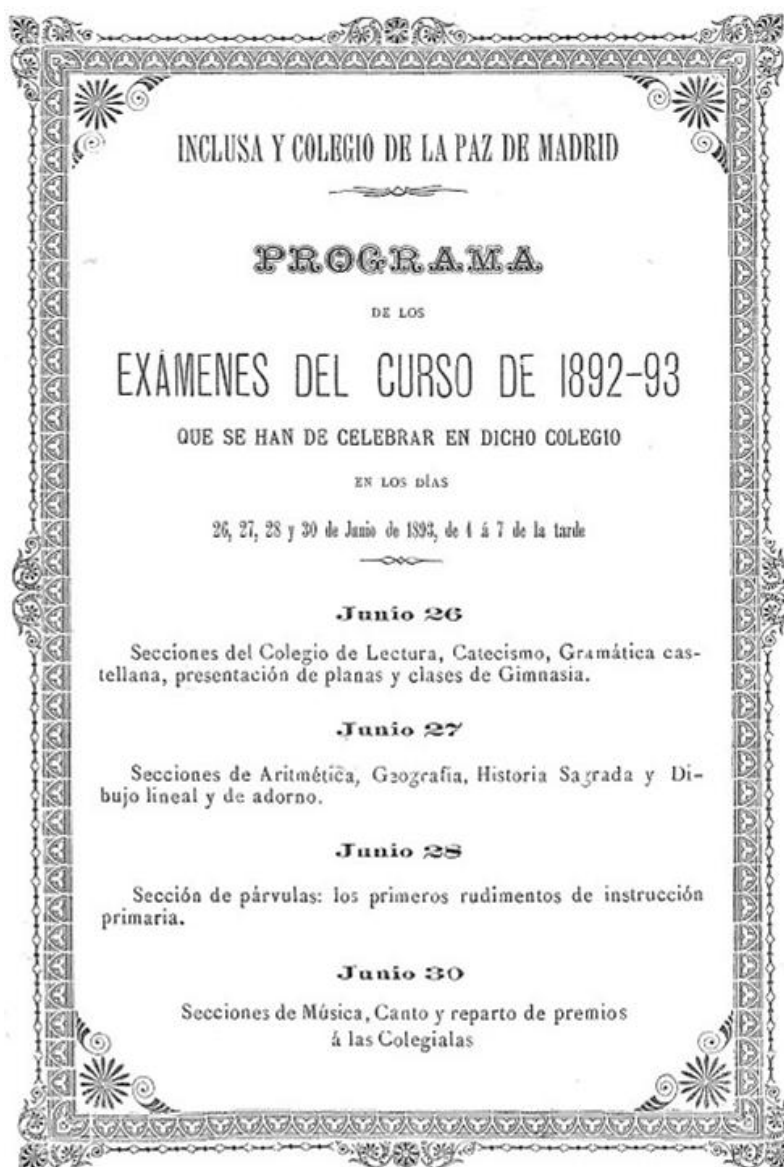 INCLUSA Y COLEGIO DE LA PAZ DE MADRID
PROGRAMA
DE LOS
EXÁMENES DEL CURSO DE 1892-93
QUE SE HAN DE CELEBRAR EN DICHO COLEGIO
EN LOS DÍAS
26, 27, 28 y 30 de Junio de 1893, de 4 á 7 de la tarde
Junio 26
Secciones del Colegio de Lectura, Catecismo, Gramática cas-
tellana, presentación de planas y clases de Gimnasia.
Junio 27
Secciones de Aritmética, Geografía, Historia Sagrada y Di-
bujo lineal y de adorno.
Junio 28
Sección de párvulas: los primeros rudimentos de instrucción
primaria.
Junio 30
Secciones de Música, Canto y reparto de premios
á las Colegialas